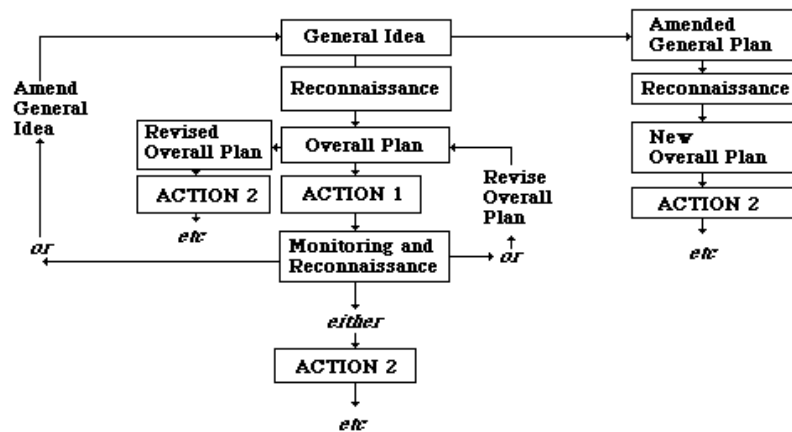 General Idea
Amended
General Plan
Reconnaissance
Reconnaissance
Amend
General
Idea
Revised
Overall Plan
Overall Plan
New
Overall Plan
Revise
Overall
Plan
ACTION 2
ACTION 1
ACTION 2
etc
or
Monitoring and
Reconnaissance
or
etc
either
ACTION 2
etc